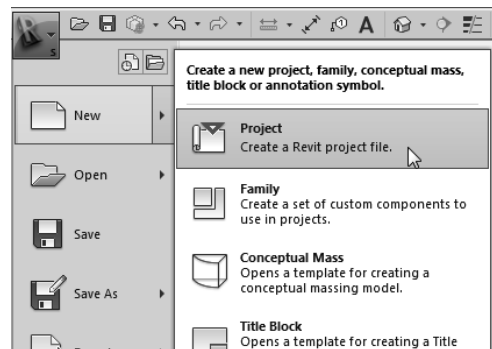 R
S
A
Create a new project, family, conceptual mass,
title block or annotation symbol.
New
Project
Create a Revit project file.
Open
Family
Create a set of custom components to
use in projects.
Save
Conceptual Mass
Opens a template for creating a
conceptual massing model.
Save As
Title Block
Opens a template for creating a Title